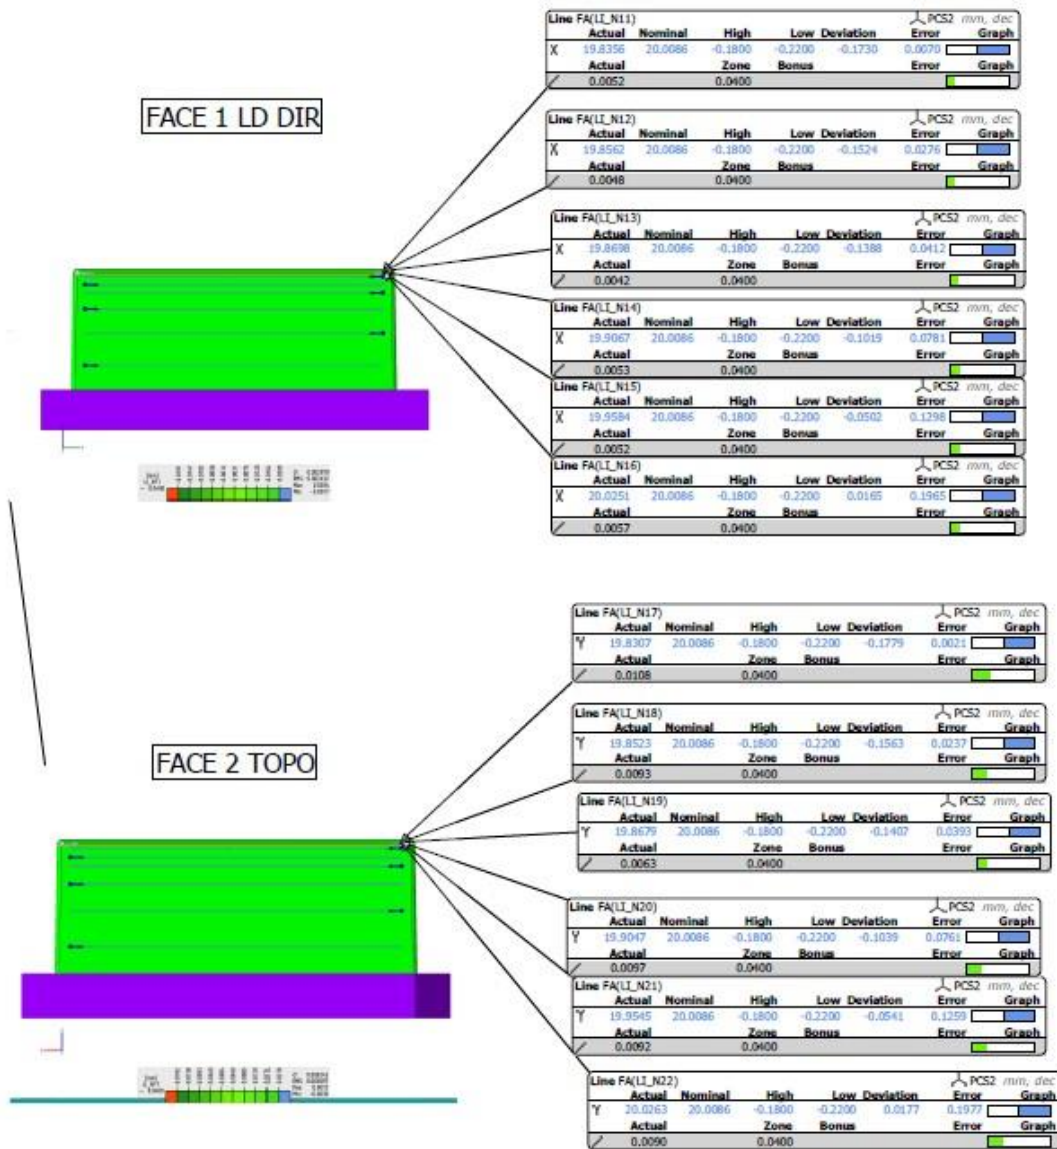 FACE 1 LD DIR
Line FA(LI_N11) PCS2 mm, dec
Actual Nominal High Low Deviation Error Graph
X 19.8356 20.0086 -0.1800 -0.2200 -0.1730 0.0070
Actual Zone Bonus Error Graph
0.0052 0.0400
Line FA(LI_N12) PCS2 mm, dec
Actual Nominal High Low Deviation Error Graph
X 19.8562 20.0086 -0.1800 -0.2200 -0.1524 0.0276
Actual Zone Bonus Error Graph
0.0048 0.0400
Line FA(LI_N13) PCS2 mm, dec
Actual Nominal High Low Deviation Error Graph
X 19.8698 20.0086 -0.1800 -0.2200 -0.1388 0.0412
Actual Zone Bonus Error Graph
0.0042 0.0400
Line FA(LI_N14) PCS2 mm, dec
Actual Nominal High Low Deviation Error Graph
X 19.9067 20.0086 -0.1800 -0.2200 -0.1019 0.0781
Actual Zone Bonus Error Graph
0.0053 0.0400
Line FA(LI_N15) PCS2 mm, dec
Actual Nominal High Low Deviation Error Graph
X 19.9584 20.0086 -0.1800 -0.2200 -0.0502 0.1298
Actual Zone Bonus Error Graph
0.0052 0.0400
Line FA(LI_N16) PCS2 mm, dec
Actual Nominal High Low Deviation Error Graph
X 20.0251 20.0086 -0.1800 -0.2200 0.0165 0.1965
Actual Zone Bonus Error Graph
0.0057 0.0400
FACE 2 TOPO
Line FA(LI_N17) PCS2 mm, dec
Actual Nominal High Low Deviation Error Graph
Y 19.8307 20.0086 -0.1800 -0.2200 -0.1779 0.0021
Actual Zone Bonus Error Graph
0.0108 0.0400
Line FA(LI_N18) PCS2 mm, dec
Actual Nominal High Low Deviation Error Graph
Y 19.8523 20.0086 -0.1800 -0.2200 -0.1563 0.0237
Actual Zone Bonus Error Graph
0.0093 0.0400
Line FA(LI_N19) PCS2 mm, dec
Actual Nominal High Low Deviation Error Graph
Y 19.8679 20.0086 -0.1800 -0.2200 -0.1407 0.0393
Actual Zone Bonus Error Graph
0.0063 0.0400
Line FA(LI_N20) PCS2 mm, dec
Actual Nominal High Low Deviation Error Graph
Y 19.9047 20.0086 -0.1800 -0.2200 -0.1039 0.0761
Actual Zone Bonus Error Graph
0.0097 0.0400
Line FA(LI_N21) PCS2 mm, dec
Actual Nominal High Low Deviation Error Graph
Y 19.9545 20.0086 -0.1800 -0.2200 -0.0541 0.1259
Actual Zone Bonus Error Graph
0.0092 0.0400
Line FA(LI_N22) PCS2 mm, dec
Actual Nominal High Low Deviation Error Graph
Y 20.0263 20.0086 -0.1800 -0.2200 0.0177 0.1977
Actual Zone Bonus Error Graph
0.0090 0.0400